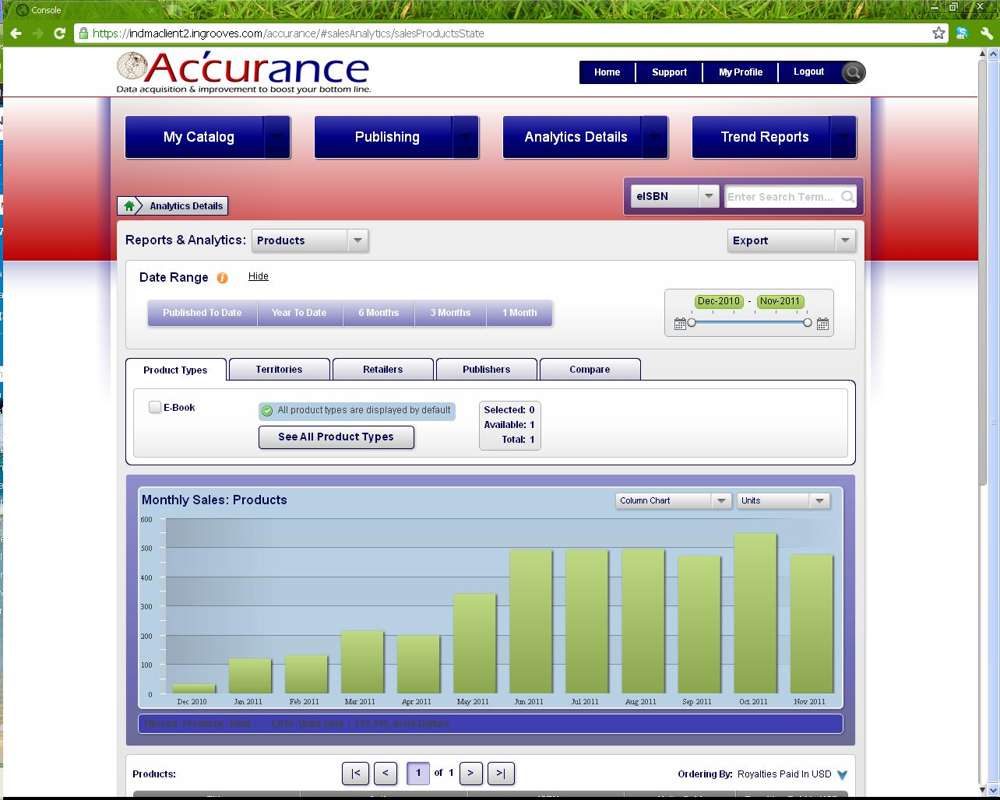 Console
https://indmaclient2.ingrooves.com/accurance/#salesAnalytics/salesProductsState
Accurance
Data acquisition & improvement to boost your bottom line.
Home Support My Profile Logout
My Catalog Publishing Analytics Details Trend Reports
eISBN Enter Search Term...
Analytics Details
Reports & Analytics: Products Export
Date Range i Hide
Dec-2010 - Nov-2011
Published To Date Year To Date 6 Months 3 Months 1 Month
Product Types Territories Retailers Publishers Compare
E-Book All product types are displayed by default Selected: 0
Available: 1
See All Product Types Total: 1
Monthly Sales: Products Column Chart Units
600
500
400
300
200
100
0
Dec 2010 Jan 2011 Feb 2011 Mar 2011 Apr 2011 May 2011 Jun 2011 Jul 2011 Aug 2011 Sep 2011 Oct 2011 Nov 2011
Filtered Products Total : Units Sold | In US Dollars
Products: |< < 1 of 1 > >| Ordering By: Royalties Paid In USD